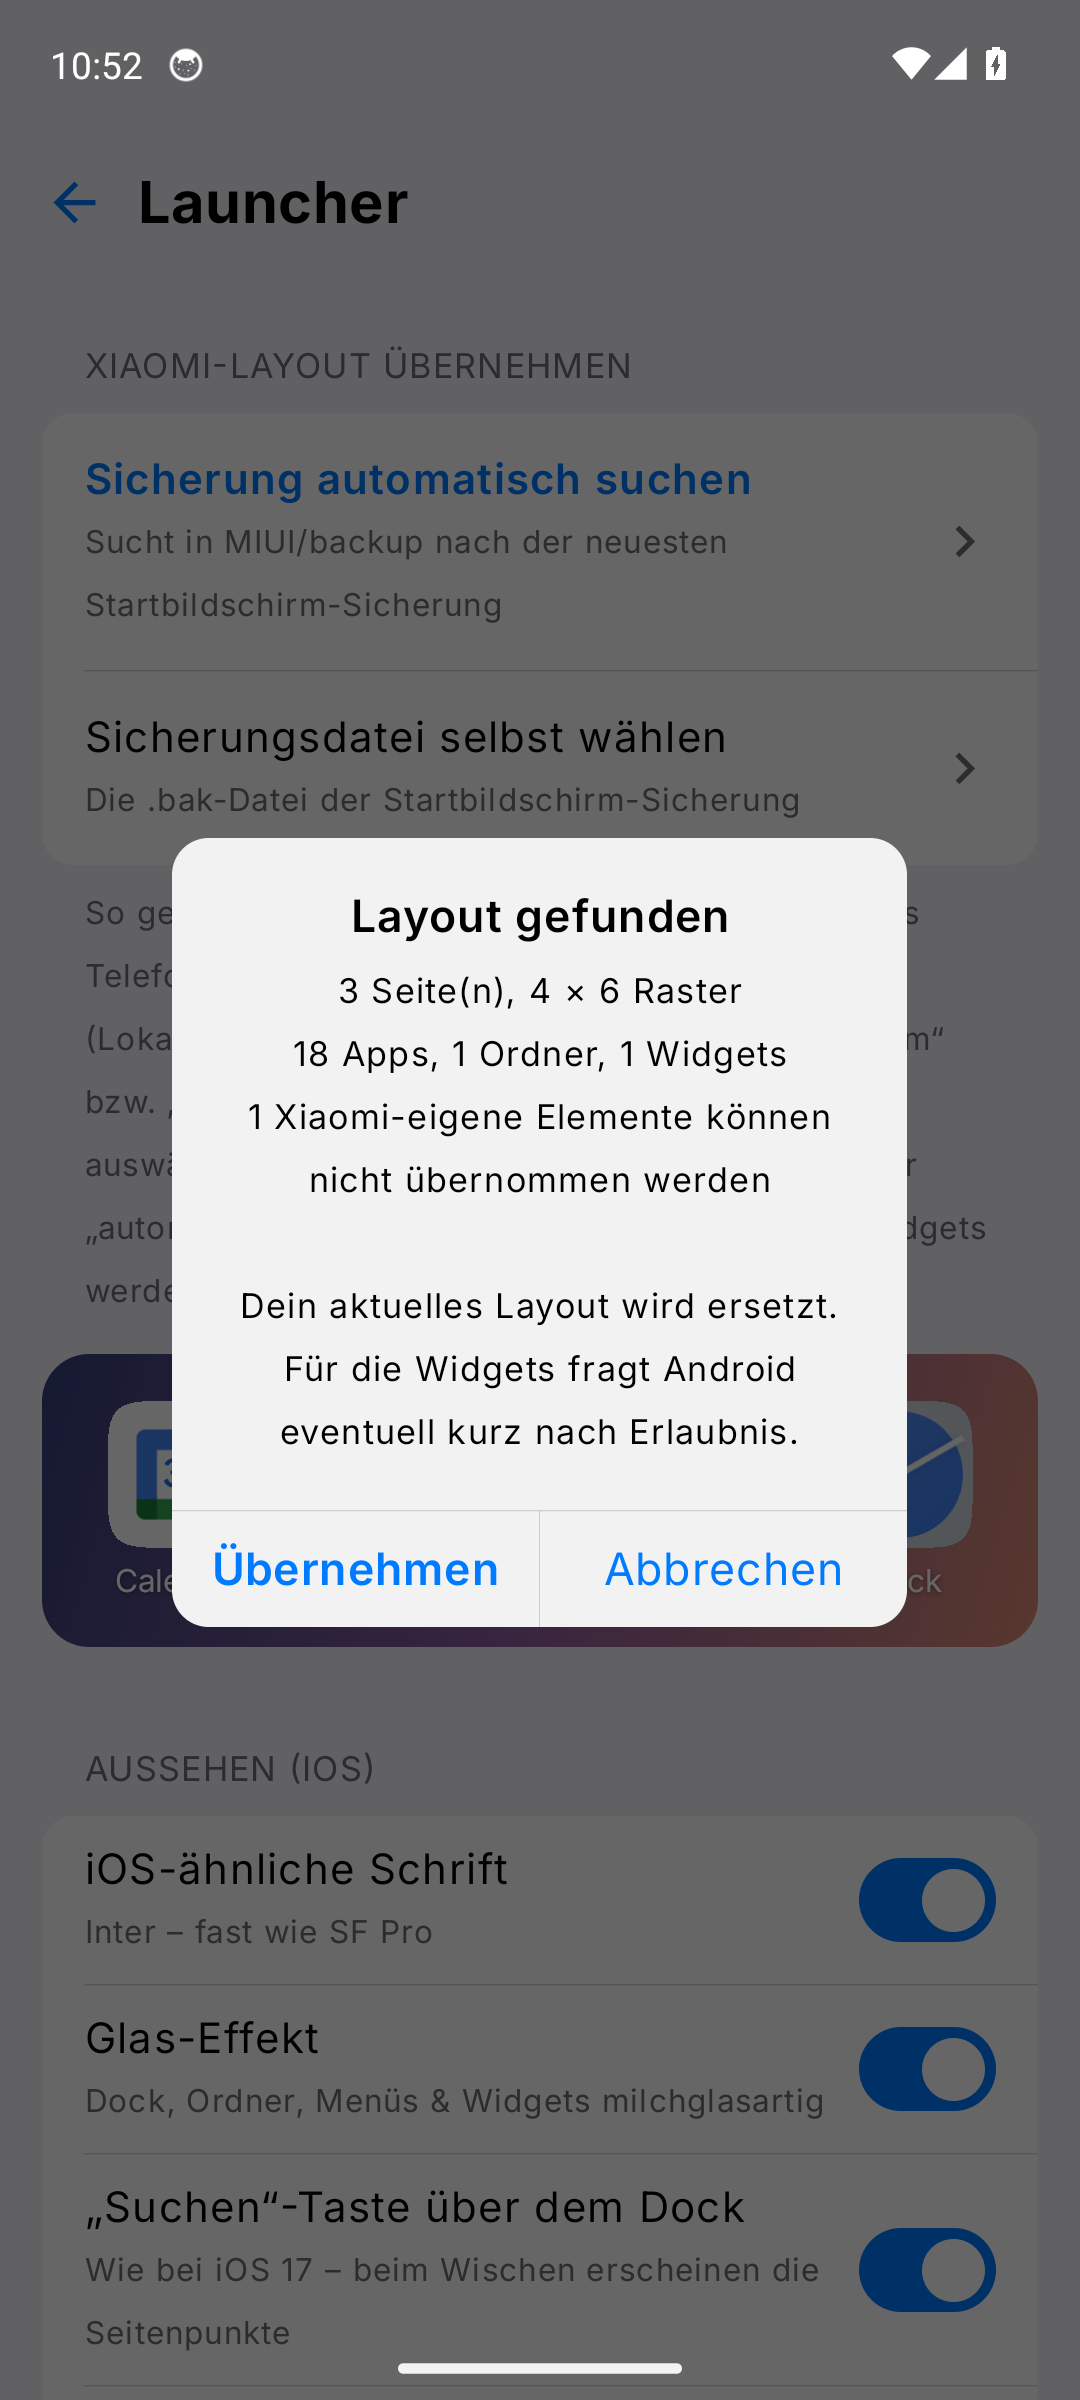 10:52
Launcher
XIAOMI-LAYOUT ÜBERNEHMEN
Sicherung automatisch suchen
Sucht in MIUI/backup nach der neuesten
Startbildschirm-Sicherung
Sicherungsdatei selbst wählen
Die .bak-Datei der Startbildschirm-Sicherung
So
(Loka
bzw.
Layout gefunden
3 Seite(n), 4 × 6 Raster
18 Apps, 1 Ordner, 1 Widgets
1 Xiaomi-eigene Elemente können
nicht übernommen werden
Dein aktuelles Layout wird ersetzt.
Für die Widgets fragt Android
eventuell kurz nach Erlaubnis.
Übernehmen
Abbrechen
AUSSEHEN (IOS)
iOS-ähnliche Schrift
Inter – fast wie SF Pro
Glas-Effekt
Dock, Ordner, Menüs & Widgets milchglasartig
„Suchen“-Taste über dem Dock
Wie bei iOS 17 – beim Wischen erscheinen die
Seitenpunkte